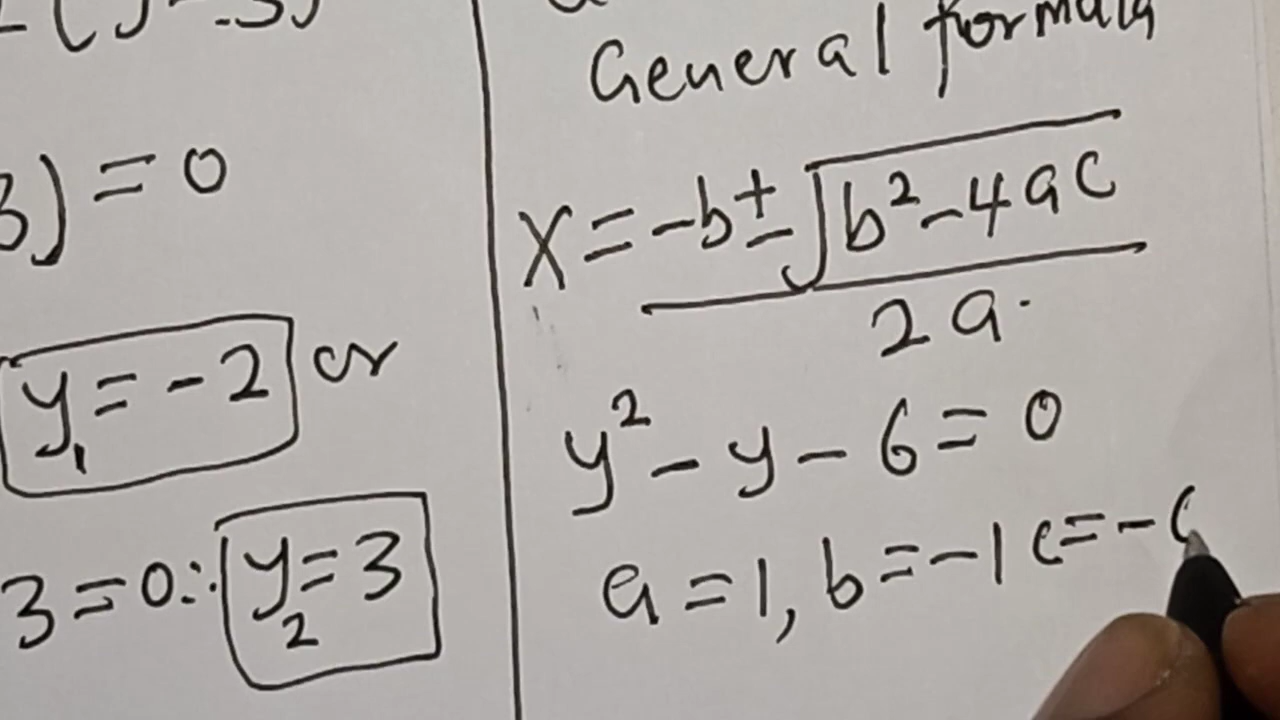 3) = 0
y₁ = -2 or
3 = 0 ∴ y₂ = 3
General formula
X = -b ± √b² - 4ac
2a.
y² - y - 6 = 0
a = 1, b = -1 c = -